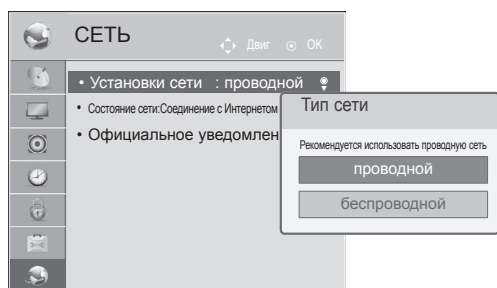 СЕТЬ
Двиг OK
• Установки сети : проводной
• Состояние сети:Соединение с Интернетом
• Официальное уведомлен
Тип сети
Рекомендуется использовать проводную сеть
проводной
беспроводной